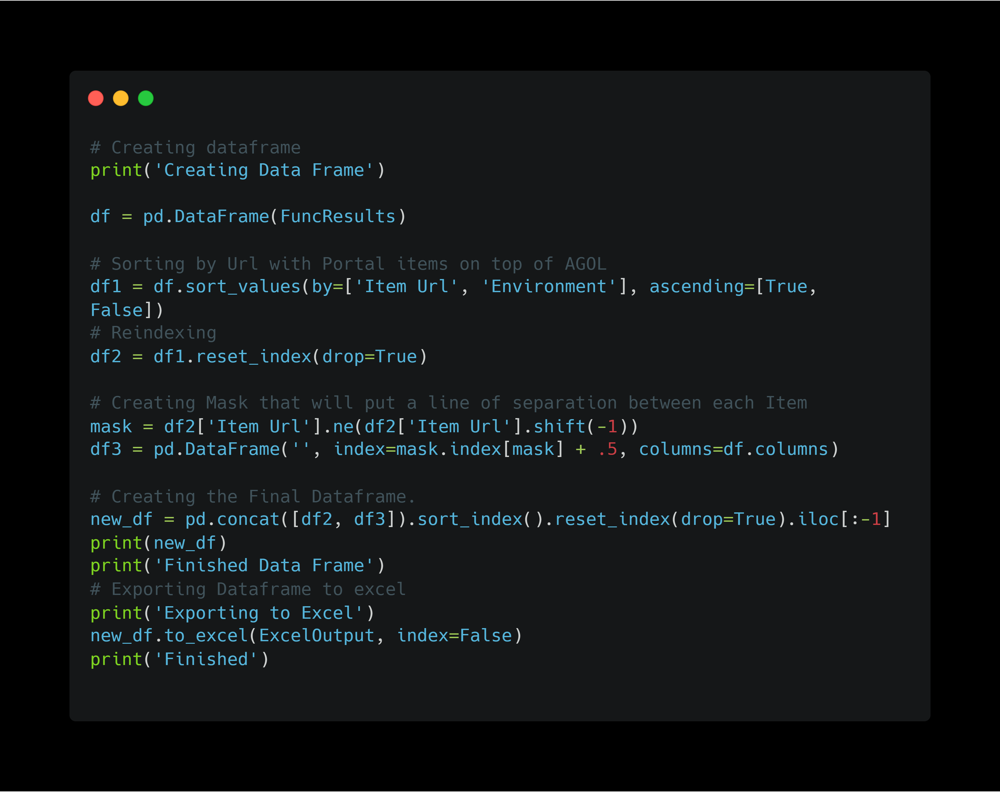 # Creating dataframe
print('Creating Data Frame')
df = pd.DataFrame(FuncResults)
# Sorting by Url with Portal items on top of AGOL
df1 = df.sort_values(by=['Item Url', 'Environment'], ascending=[True,
False])
# Reindexing
df2 = df1.reset_index(drop=True)
# Creating Mask that will put a line of separation between each Item
mask = df2['Item Url'].ne(df2['Item Url'].shift(-1))
df3 = pd.DataFrame('', index=mask.index[mask] + .5, columns=df.columns)
# Creating the Final Dataframe.
new_df = pd.concat([df2, df3]).sort_index().reset_index(drop=True).iloc[:-1]
print(new_df)
print('Finished Data Frame')
# Exporting Dataframe to excel
print('Exporting to Excel')
new_df.to_excel(ExcelOutput, index=False)
print('Finished')